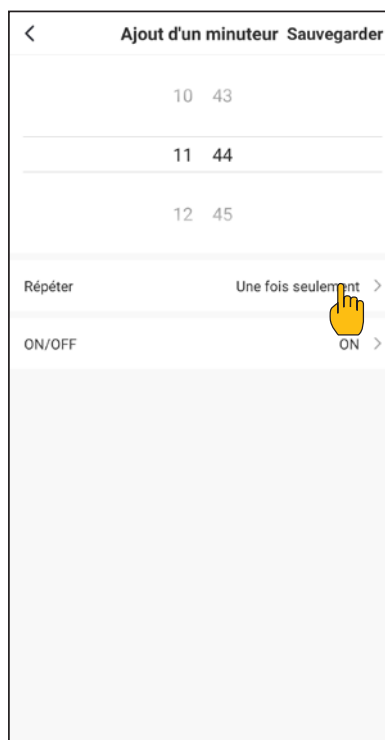 Ajout d'un minuteur Sauvegarder
10 43
11 44
12 45
Répéter Une fois seulement
ON/OFF ON